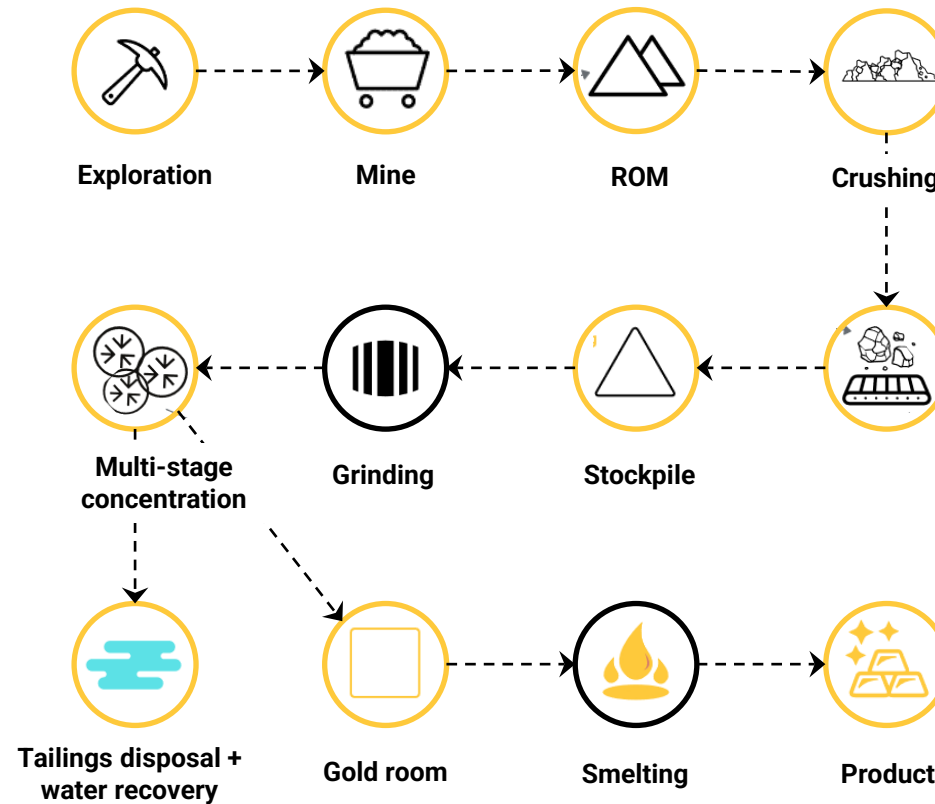 Exploration
Mine
ROM
Crushing
Multi-stage
concentration
Grinding
Stockpile
Tailings disposal +
water recovery
Gold room
Smelting
Product